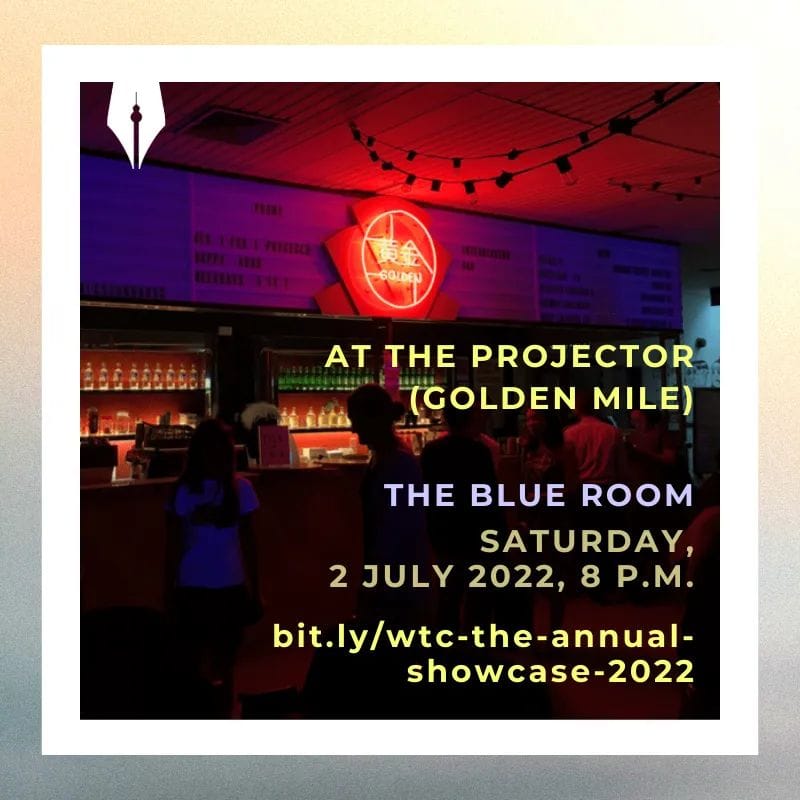 黃金
GOLDEN
AT THE PROJECTOR
(GOLDEN MILE)
THE BLUE ROOM
SATURDAY,
2 JULY 2022, 8 P.M.
bit.ly/wtc-the-annual-
showcase-2022